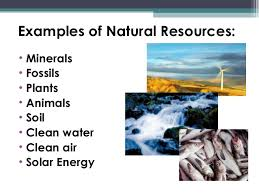 Examples of Natural Resources:
• Minerals
• Fossils
• Plants
• Animals
• Soil
• Clean water
• Clean air
• Solar Energy